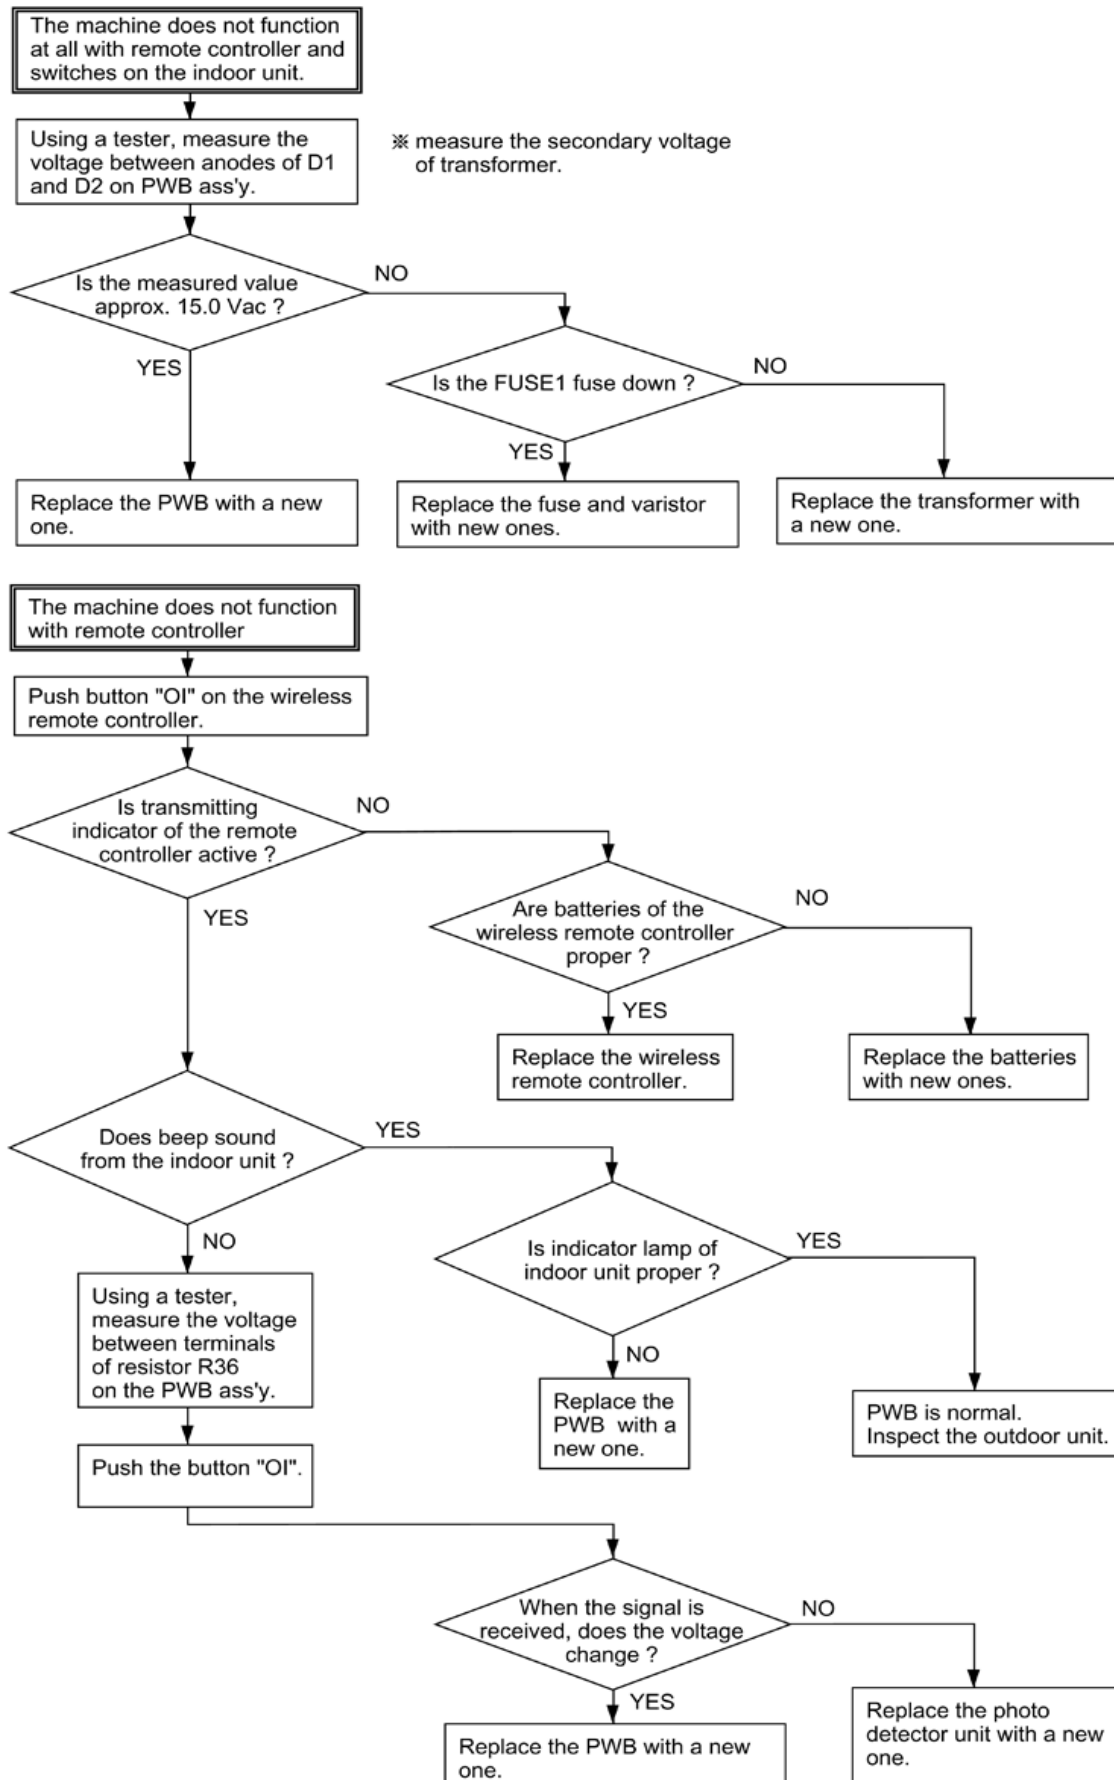 The machine does not function
at all with remote controller and
switches on the indoor unit.
Using a tester, measure the
voltage between anodes of D1
and D2 on PWB ass'y.
※ measure the secondary voltage
of transformer.
Is the measured value
approx. 15.0 Vac ?
NO
YES
Is the FUSE1 fuse down ?
NO
YES
Replace the PWB with a new
one.
Replace the fuse and varistor
with new ones.
Replace the transformer with
a new one.
The machine does not function
with remote controller
Push button "OI" on the wireless
remote controller.
Is transmitting
indicator of the remote
controller active ?
NO
YES
Are batteries of the
wireless remote controller
proper ?
NO
YES
Replace the wireless
remote controller.
Replace the batteries
with new ones.
Does beep sound
from the indoor unit ?
YES
NO
Is indicator lamp of
indoor unit proper ?
YES
NO
Using a tester,
measure the voltage
between terminals
of resistor R36
on the PWB ass'y.
Replace the
PWB with a
new one.
PWB is normal.
Inspect the outdoor unit.
Push the button "OI".
When the signal is
received, does the voltage
change ?
NO
YES
Replace the PWB with a new
one.
Replace the photo
detector unit with a new
one.